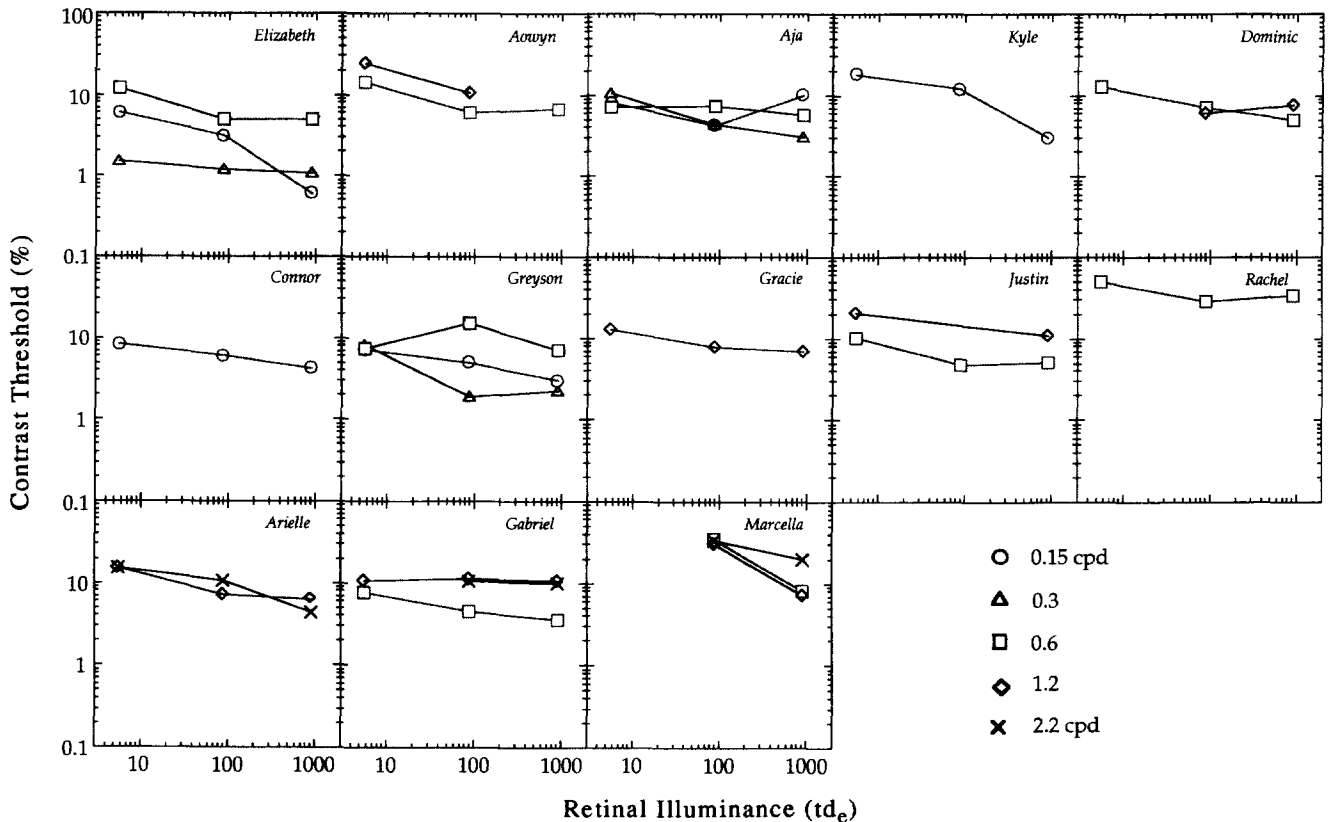 100
10
1
0.1
Elizabeth
Aowyn
Aja
Kyle
Dominic
10
1
0.1
Connor
Greyson
Gracie
Justin
Rachel
10
1
0.1
Arielle
Gabriel
Marcella
10 100 1000 10 100 1000 10 100 1000
Contrast Threshold (%)
Retinal Illuminance (td_e)
0.15 cpd
0.3
0.6
1.2
2.2 cpd